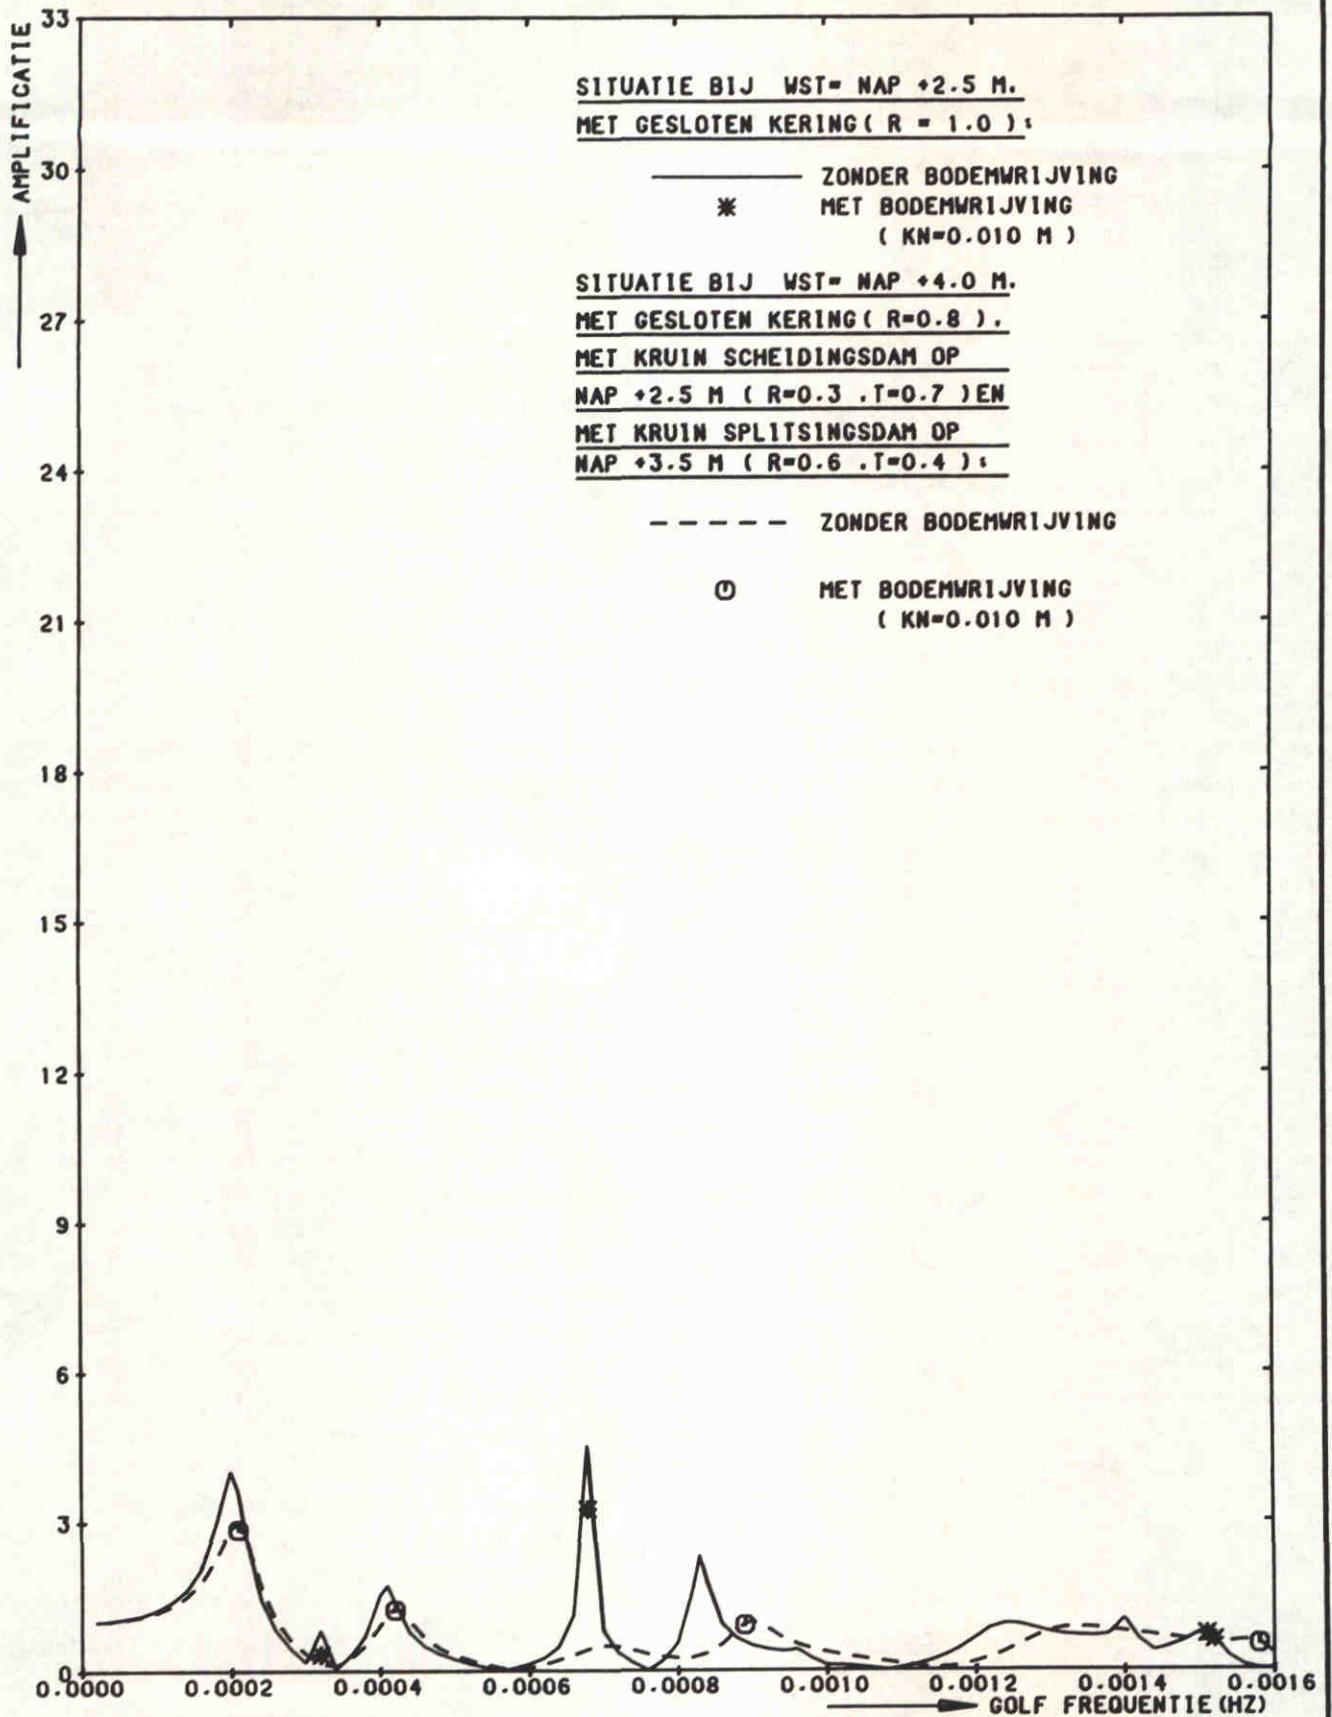 AMPLIFICATIE
33
30
27
24
21
18
15
12
9
6
3
0
SITUATIE BIJ WST= NAP +2.5 M.
MET GESLOTEN KERING( R = 1.0 ):
ZONDER BODEMWRIJVING
MET BODEMWRIJVING
( KN=0.010 M )
SITUATIE BIJ WST= NAP +4.0 M.
MET GESLOTEN KERING( R=0.8 ).
MET KRUIN SCHEIDINGSDAM OP
NAP +2.5 M ( R=0.3 .T=0.7 )EN
MET KRUIN SPLITSINGSDAM OP
NAP +3.5 M ( R=0.6 .T=0.4 ):
ZONDER BODEMWRIJVING
MET BODEMWRIJVING
( KN=0.010 M )
0.0000 0.0002 0.0004 0.0006 0.0008 0.0010 0.0012 0.0014 0.0016
GOLF FREQUENTIE(HZ)